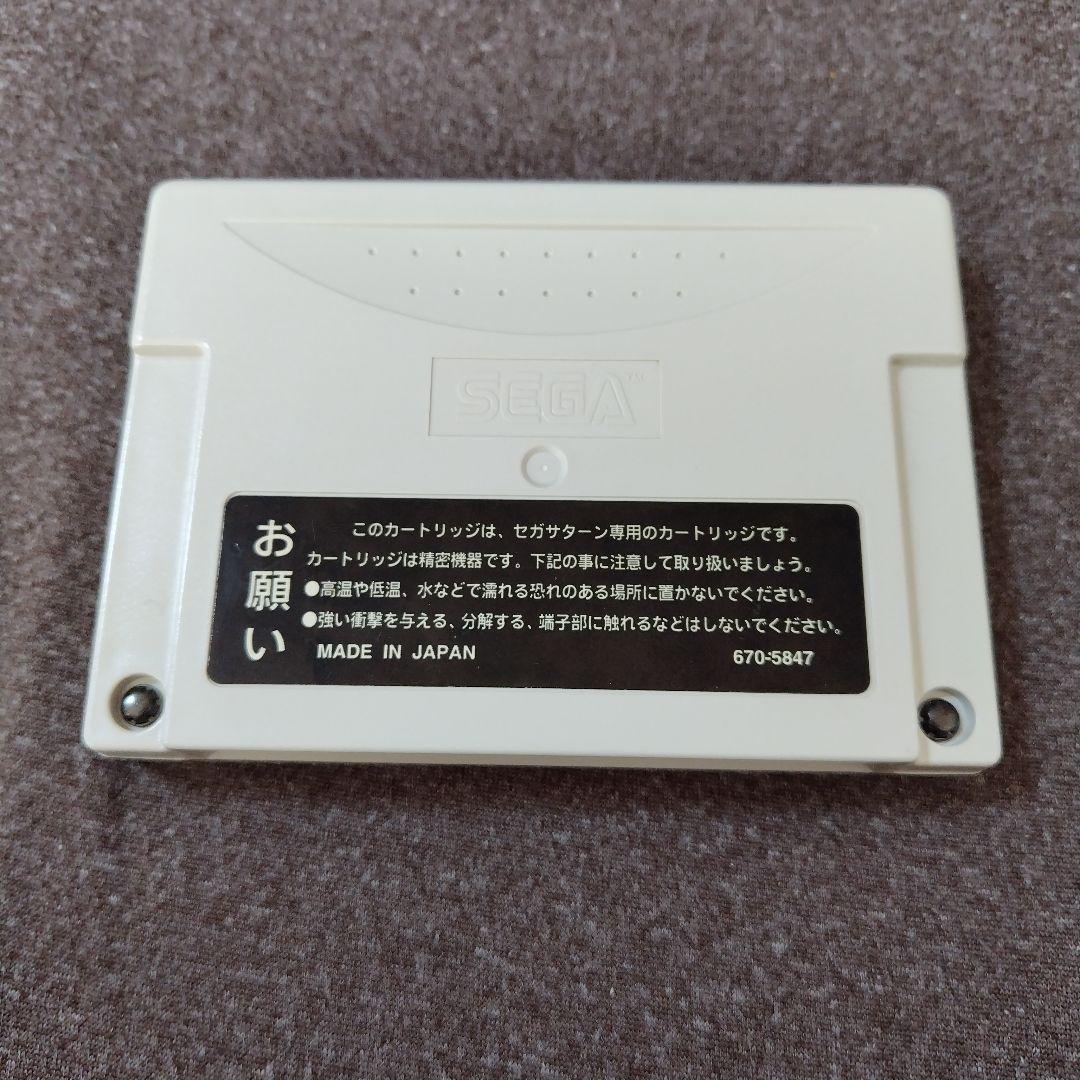 SEGA™
お願い
このカートリッジは、セガサターン専用のカートリッジです。
カートリッジは精密機器です。下記の事に注意して取り扱いましょう。
●高温や低温、水などで濡れる恐れのある場所に置かないでください。
●強い衝撃を与える、分解する、端子部に触れるなどはしないでください。
MADE IN JAPAN 670-5847